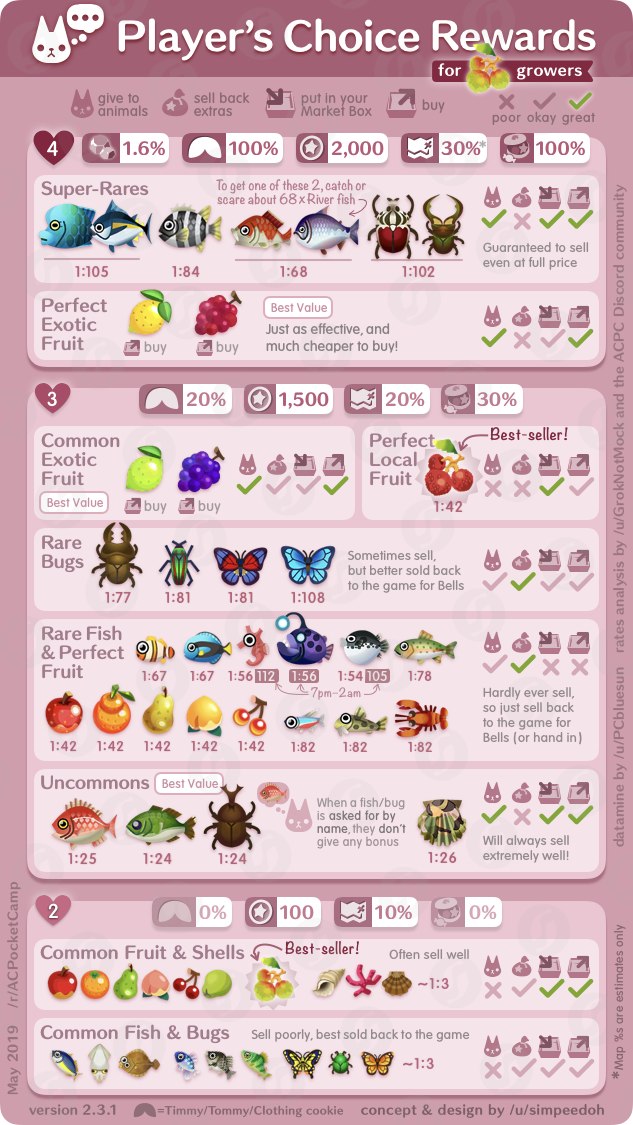 Player's Choice Rewards
for growers
give to animals
sell back extras
put in your Market Box
buy
poor okay great
4
1.6%
100%
2,000
30%*
100%
Super-Rares
To get one of these 2, catch or
scare about 68 x River fish
1:105
1:84
1:68
1:102
Guaranteed to sell
even at full price
Perfect
Exotic
Fruit
buy
buy
Best Value
Just as effective, and
much cheaper to buy!
3
20%
1,500
20%
30%
Common
Exotic
Fruit
Best Value
buy
buy
Perfect
Local
Fruit
Best-seller!
1:42
Rare
Bugs
1:77
1:81
1:81
1:108
Sometimes sell,
but better sold back
to the game for Bells
Rare Fish
& Perfect
Fruit
1:67
1:67
1:56 112
1:56
1:54 105
1:78
7pm-2am
1:42
1:42
1:42
1:42
1:42
1:82
1:82
1:82
Hardly ever sell,
so just sell back
to the game for
Bells (or hand in)
Uncommons
Best Value
1:25
1:24
1:24
When a fish/bug
is asked for by
name, they don't
give any bonus
1:26
Will always sell
extremely well!
2
0%
100
10%
0%
Common Fruit & Shells
Best-seller!
Often sell well
~1:3
Common Fish & Bugs
Sell poorly, best sold back to the game
~1:3
version 2.3.1
=Timmy/Tommy/Clothing cookie
concept & design by /u/simpeedoh
May 2019 /r/ACPocketCamp
datamine by /u/PCbluesun rates analysis by /u/GrokNotMock and the ACPC Discord community
*Map %s are estimates only